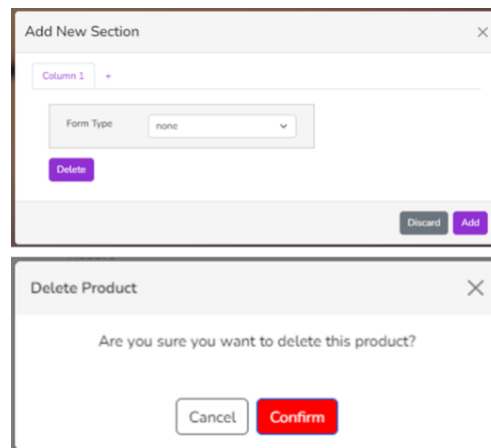 Add New Section
Column 1 +
Form Type none
Delete
Discard Add
Delete Product
Are you sure you want to delete this product?
Cancel Confirm